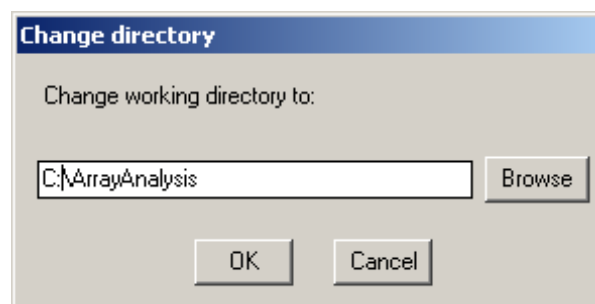 Change directory
Change working directory to:
C:\ArrayAnalysis Browse
OK Cancel